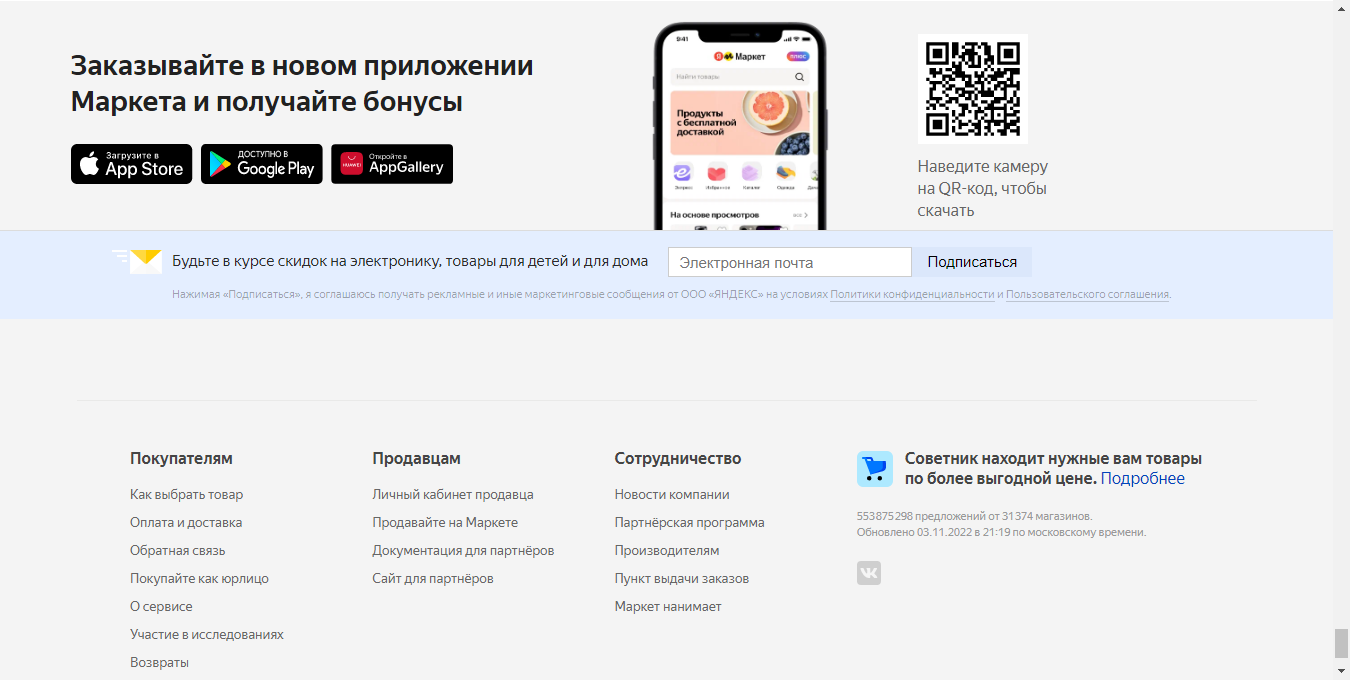 Заказывайте в новом приложении
Маркета и получайте бонусы
Загрузите в
App Store
ДОСТУПНО В
Google Play
HUAWEI
Откройте в
AppGallery
9:41
Маркет
плюс
Найти товары
Продукты
с бесплатной
доставкой
Экспресс
Избранное
Каталог
Одежда
На основе просмотров
ВСЕ
Наведите камеру
на QR-код, чтобы
скачать
Будьте в курсе скидок на электронику, товары для детей и для дома
Электронная почта
Подписаться
Нажимая «Подписаться», я соглашаюсь получать рекламные и иные маркетинговые сообщения от ООО «ЯНДЕКС» на условиях Политики конфиденциальности и Пользовательского соглашения.
Покупателям
Как выбрать товар
Оплата и доставка
Обратная связь
Покупайте как юрлицо
О сервисе
Участие в исследованиях
Возвраты
Продавцам
Личный кабинет продавца
Продавайте на Маркете
Документация для партнёров
Сайт для партнёров
Сотрудничество
Новости компании
Партнёрская программа
Производителям
Пункт выдачи заказов
Маркет нанимает
Советник находит нужные вам товары
по более выгодной цене. Подробнее
553 875 298 предложений от 31 374 магазинов.
Обновлено 03.11.2022 в 21:19 по московскому времени.